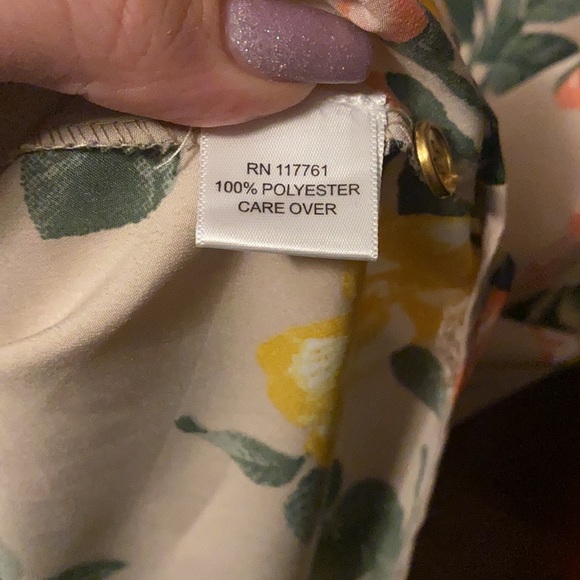 RN 117761
100% POLYESTER
CARE OVER